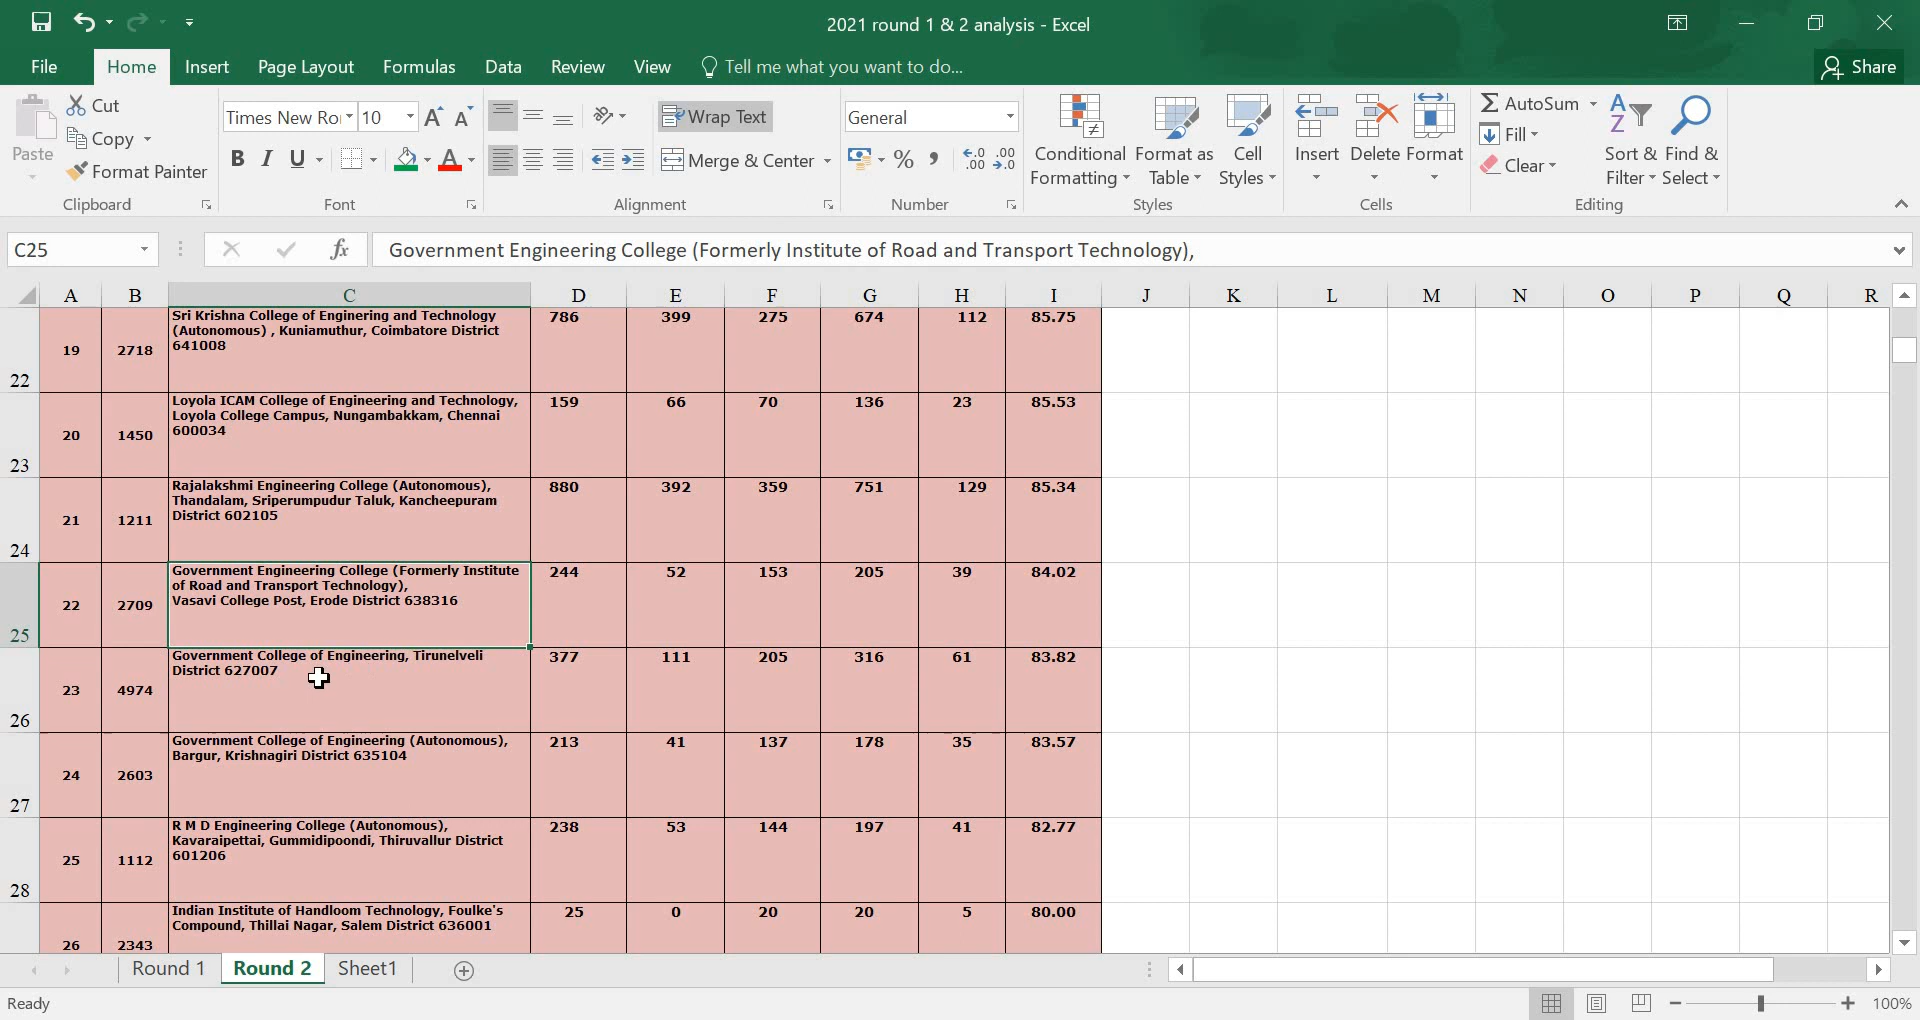 2021 round 1 & 2 analysis - Excel
File Home Insert Page Layout Formulas Data Review View Tell me what you want to do... Share
Paste Cut Copy Format Painter Clipboard
Times New Ro 10 A A B I U A Font
Wrap Text Merge & Center Alignment
General % , .00 .00 Number
Conditional Formatting Format as Table Cell Styles Styles
Insert Delete Format Cells
AutoSum Fill Clear Sort & Filter Find & Select Editing
C25 fx Government Engineering College (Formerly Institute of Road and Transport Technology),
A B C D E F G H I J K L M N O P Q R
22 19 2718 Sri Krishna College of Enginering and Technology
(Autonomous) , Kuniamuthur, Coimbatore District
641008
786 399 275 674 112 85.75
23 20 1450 Loyola ICAM College of Engineering and Technology,
Loyola College Campus, Nungambakkam, Chennai
600034
159 66 70 136 23 85.53
24 21 1211 Rajalakshmi Engineering College (Autonomous),
Thandalam, Sriperumpudur Taluk, Kancheepuram
District 602105
880 392 359 751 129 85.34
25 22 2709 Government Engineering College (Formerly Institute
of Road and Transport Technology),
Vasavi College Post, Erode District 638316
244 52 153 205 39 84.02
26 23 4974 Government College of Engineering, Tirunelveli
District 627007
377 111 205 316 61 83.82
27 24 2603 Government College of Engineering (Autonomous),
Bargur, Krishnagiri District 635104
213 41 137 178 35 83.57
28 25 1112 R M D Engineering College (Autonomous),
Kavaraipettai, Gummidipoondi, Thiruvallur District
601206
238 53 144 197 41 82.77
26 2343 Indian Institute of Handloom Technology, Foulke's
Compound, Thillai Nagar, Salem District 636001
25 0 20 20 5 80.00
Round 1 Round 2 Sheet1
Ready 100%